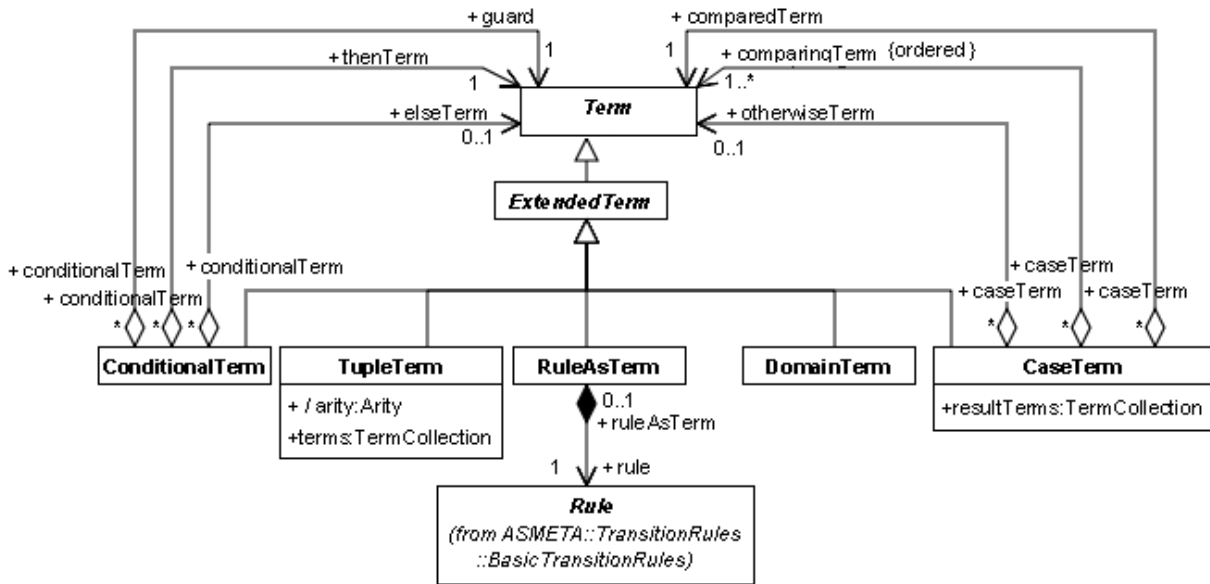 + guard
+ comparedTerm
1
1
+ thenTerm
+ comparingTerm {ordered }
1
1..*
Term
+ elseTerm
+ otherwiseTerm
0..1
0..1
ExtendedTerm
+ conditionalTerm
+ conditionalTerm
+ caseTerm
+ conditionalTerm
+ caseTerm
+ caseTerm
*
*
*
*
*
*
ConditionalTerm
TupleTerm
RuleAsTerm
DomainTerm
CaseTerm
+ / arity:Arity
+terms:TermCollection
0..1
+ ruleAsTerm
+resultTerms:TermCollection
1
+ rule
Rule
(from ASMETA::TransitionRules
::BasicTransitionRules)